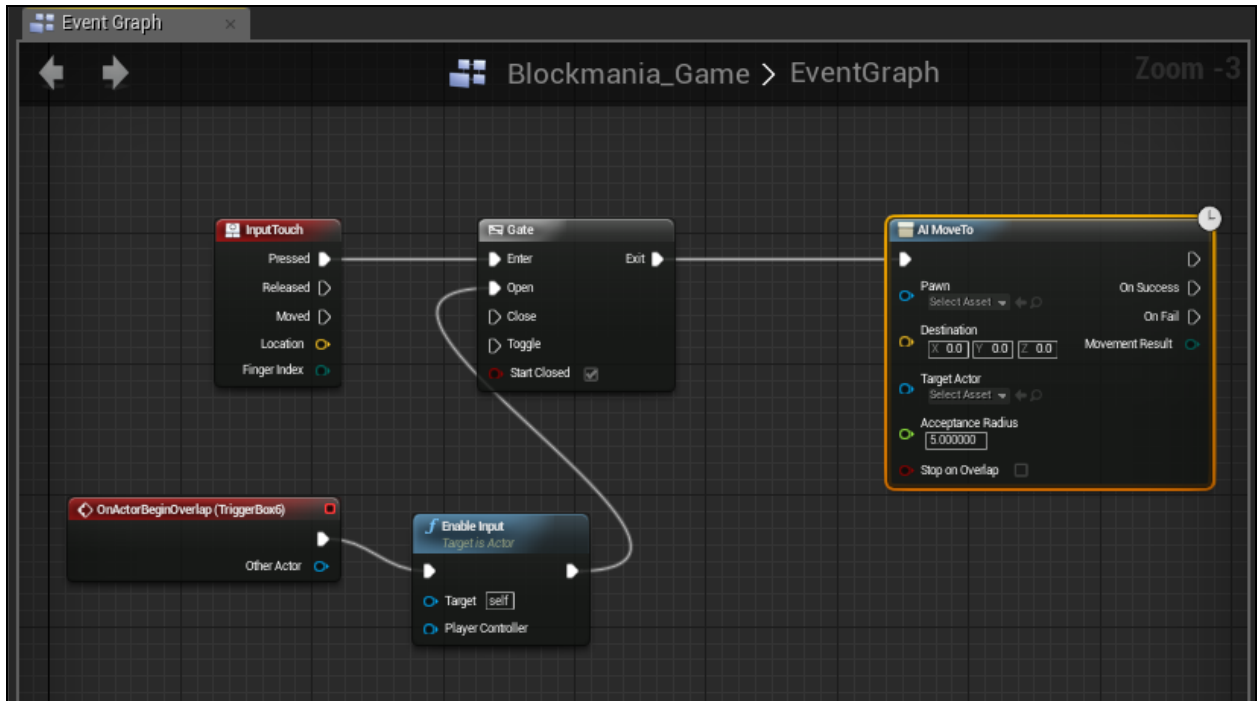 Event Graph
Blockmania_Game > EventGraph
Zoom -3
InputTouch
Pressed
Released
Moved
Location
Finger Index
Gate
Enter
Exit
Open
Close
Toggle
Start Closed
AI MoveTo
Pawn
Select Asset
On Success
On Fail
Destination
X 0.0 Y 0.0 Z 0.0
Movement Result
Target Actor
Select Asset
Acceptance Radius
5.000000
Stop on Overlap
OnActorBeginOverlap (TriggerBox6)
Other Actor
f Enable Input
Target is Actor
Target self
Player Controller